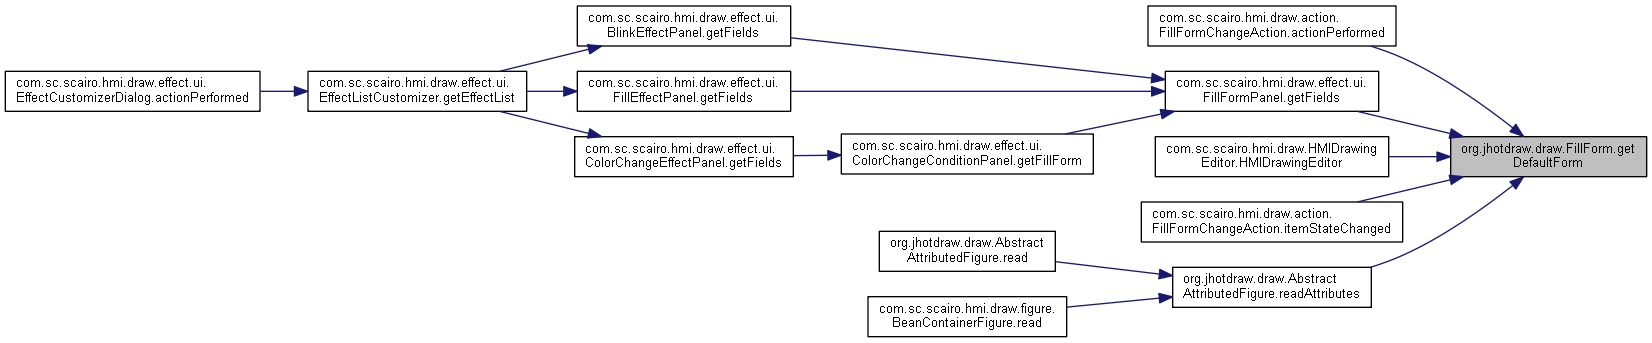 com.sc.scairo.hmi.draw.effect.ui.
BlinkEffectPanel.getFields
com.sc.scairo.hmi.draw.action.
FillFormChangeAction.actionPerformed
com.sc.scairo.hmi.draw.effect.ui.
EffectCustomizerDialog.actionPerformed
com.sc.scairo.hmi.draw.effect.ui.
EffectListCustomizer.getEffectList
com.sc.scairo.hmi.draw.effect.ui.
FillEffectPanel.getFields
com.sc.scairo.hmi.draw.effect.ui.
FillFormPanel.getFields
com.sc.scairo.hmi.draw.effect.ui.
ColorChangeEffectPanel.getFields
com.sc.scairo.hmi.draw.effect.ui.
ColorChangeConditionPanel.getFillForm
com.sc.scairo.hmi.draw.HMIDrawing
Editor.HMIDrawingEditor
org.jhotdraw.draw.FillForm.get
DefaultForm
com.sc.scairo.hmi.draw.action.
FillFormChangeAction.itemStateChanged
org.jhotdraw.draw.Abstract
AttributedFigure.read
org.jhotdraw.draw.Abstract
AttributedFigure.readAttributes
com.sc.scairo.hmi.draw.figure.
BeanContainerFigure.read